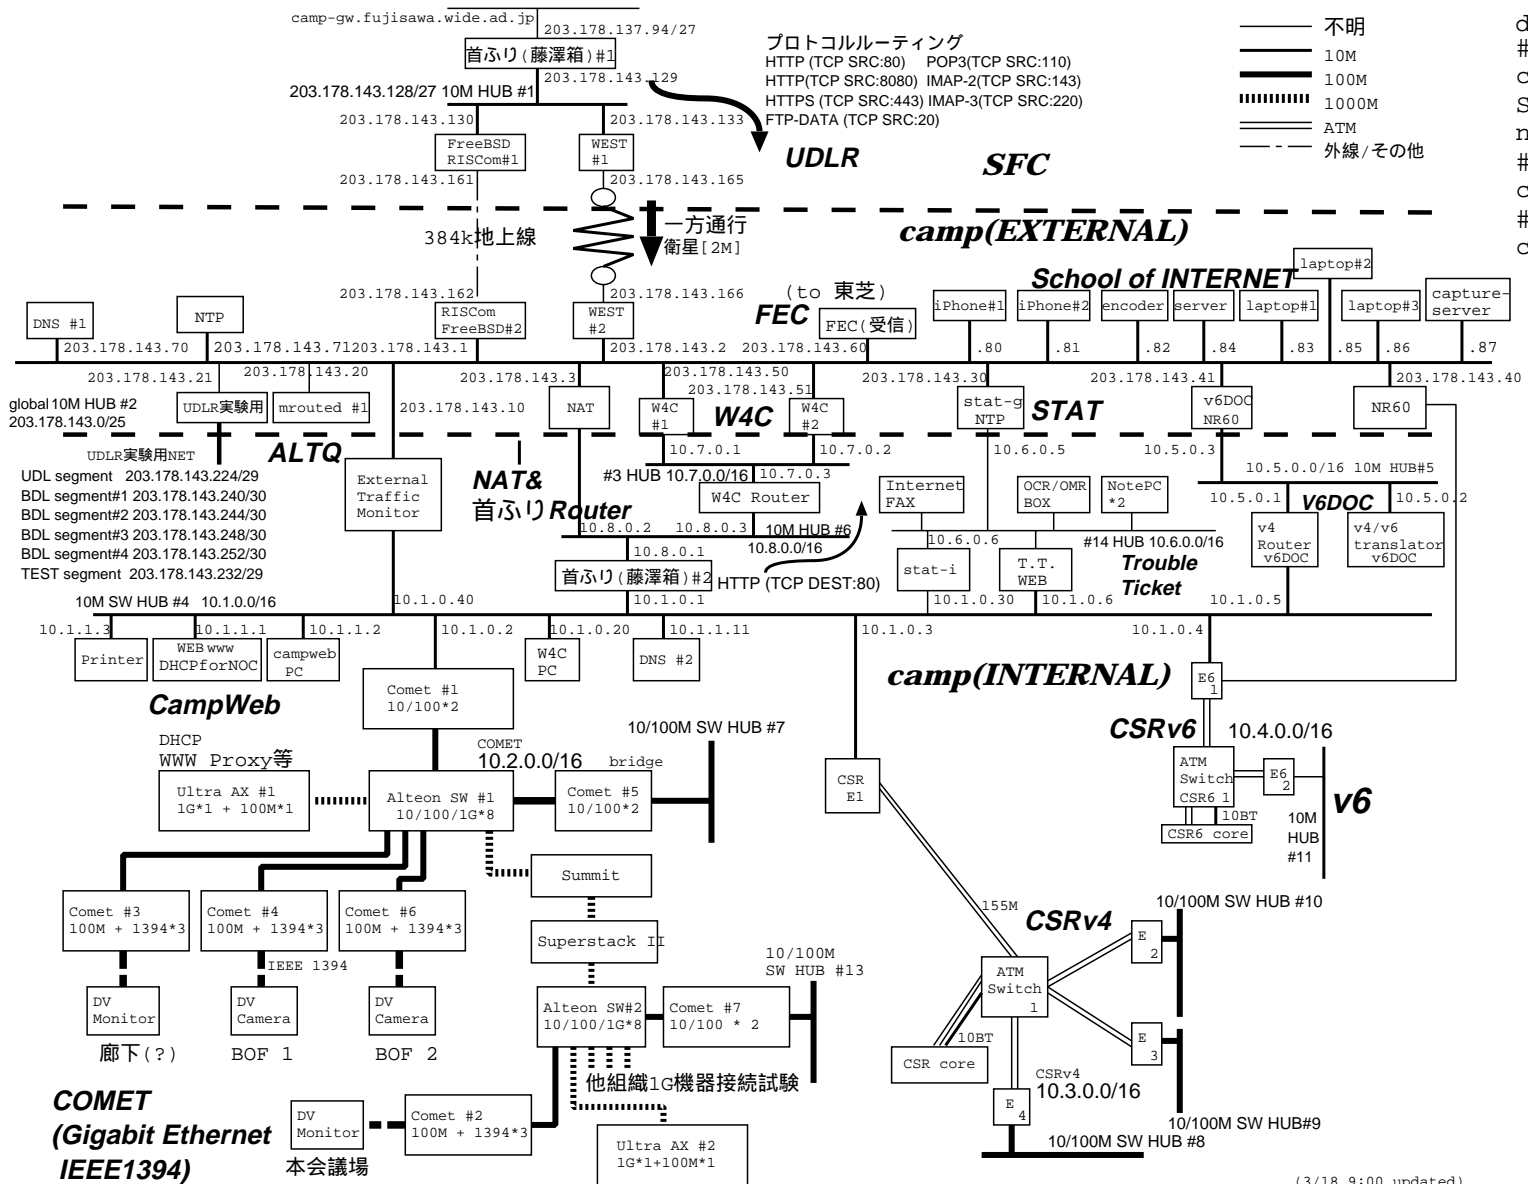 camp-gw.fujisawa.wide.ad.jp
203.178.137.94/27
首ふり(藤澤箱)#1
203.178.143.129
203.178.143.128/27 10M HUB #1
203.178.143.130
203.178.143.133
FreeBSD
RISCom#1
WEST
#1
203.178.143.161
203.178.143.165
プロトコルルーティング
HTTP (TCP SRC:80) POP3(TCP SRC:110)
HTTP(TCP SRC:8080) IMAP-2(TCP SRC:143)
HTTPS (TCP SRC:443) IMAP-3(TCP SRC:220)
FTP-DATA (TCP SRC:20)
UDLR
SFC
不明
10M
100M
1000M
ATM
外線/その他
d
#
c
S
n
#
c
#
c
384k地上線
一方通行
衛星[2M]
camp(EXTERNAL)
203.178.143.162
203.178.143.166
(to 東芝)
FEC
School of INTERNET
laptop#2
DNS #1
NTP
RISCom
FreeBSD#2
WEST
#2
FEC(受信)
iPhone#1
iPhone#2
encoder
server
laptop#1
laptop#3
capture-
server
203.178.143.70
203.178.143.71
203.178.143.1
203.178.143.2
203.178.143.60
.80
.81
.82
.84
.83
.85
.86
.87
203.178.143.21
203.178.143.20
203.178.143.3
203.178.143.50
203.178.143.51
203.178.143.30
203.178.143.41
203.178.143.40
global 10M HUB #2
203.178.143.0/25
UDLR実験用
mrouted #1
203.178.143.10
NAT
W4C
#1
W4C
W4C
#2
stat-g
NTP
STAT
v6DOC
NR60
NR60
UDLR実験用NET
UDL segment 203.178.143.224/29
BDL segment#1 203.178.143.240/30
BDL segment#2 203.178.143.244/30
BDL segment#3 203.178.143.248/30
BDL segment#4 203.178.143.252/30
TEST segment 203.178.143.232/29
ALTQ
External
Traffic
Monitor
NAT&
首ふりRouter
10.7.0.1
10.7.0.2
#3 HUB 10.7.0.0/16
10.7.0.3
W4C Router
10.8.0.2
10.8.0.3
10M HUB #6
10.8.0.0/16
10.8.0.1
首ふり(藤澤箱)#2
HTTP (TCP DEST:80)
10.6.0.5
Internet
FAX
OCR/OMR
BOX
NotePC
*2
10.6.0.6
#14 HUB 10.6.0.0/16
stat-i
T.T.
WEB
Trouble
Ticket
10.5.0.3
10.5.0.0/16 10M HUB#5
10.5.0.1
V6DOC
10.5.0.2
v4
Router
v6DOC
v4/v6
translator
v6DOC
10M SW HUB #4 10.1.0.0/16
10.1.0.40
10.1.0.1
10.1.0.30
10.1.0.6
10.1.0.5
10.1.1.3
10.1.1.1
10.1.1.2
10.1.0.2
10.1.0.20
10.1.1.11
10.1.0.3
10.1.0.4
Printer
WEB www
DHCPforNOC
campweb
PC
W4C
PC
DNS #2
camp(INTERNAL)
E6
1
CampWeb
Comet #1
10/100*2
CSRv6
10.4.0.0/16
DHCP
WWW Proxy等
COMET
10.2.0.0/16
bridge
10/100M SW HUB #7
Ultra AX #1
1G*1 + 100M*1
Alteon SW #1
10/100/1G*8
Comet #5
10/100*2
CSR
E1
ATM
Switch
CSR6 1
E6
2
v6
10BT
CSR6 core
10M
HUB
#11
Summit
Comet #3
100M + 1394*3
Comet #4
100M + 1394*3
Comet #6
100M + 1394*3
155M
CSRv4
10/100M SW HUB #10
Superstack II
IEEE 1394
10/100M
SW HUB #13
E
2
ATM
Switch
1
DV
Monitor
DV
Camera
DV
Camera
Alteon SW#2
10/100/1G*8
Comet #7
10/100 * 2
廊下(?)
BOF 1
BOF 2
10BT
CSR core
E
3
他組織1G機器接続試験
CSRv4
10.3.0.0/16
COMET
(Gigabit Ethernet
IEEE1394)
DV
Monitor
本会議場
Comet #2
100M + 1394*3
Ultra AX #2
1G*1+100M*1
E
4
10/100M SW HUB#9
10/100M SW HUB #8
(3/18 9:00 updated)